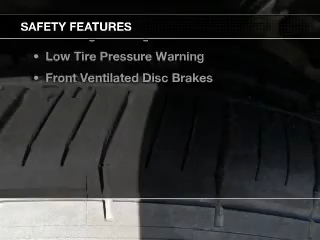 SAFETY FEATURES
• Low Tire Pressure Warning
• Front Ventilated Disc Brakes